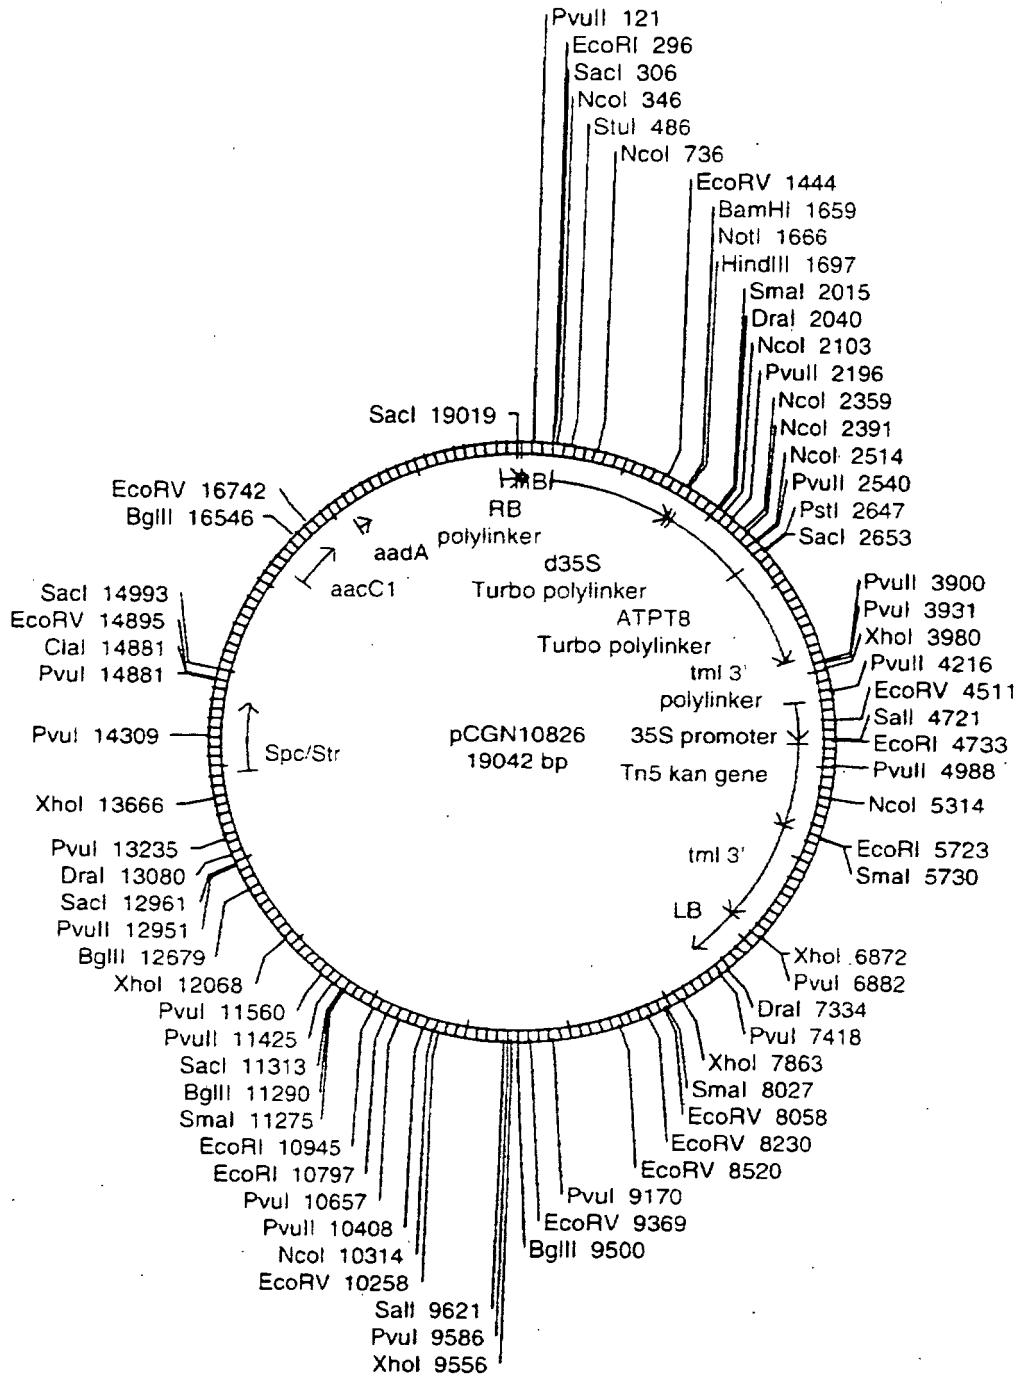 PvuII 121
EcoRI 296
SacI 306
NcoI 346
StuI 486
NcoI 736
EcoRV 1444
BamHI 1659
NotI 1666
HindIII 1697
SmaI 2015
DraI 2040
NcoI 2103
PvuII 2196
NcoI 2359
NcoI 2391
NcoI 2514
PvuII 2540
PstI 2647
SacI 2653
PvuII 3900
PvuI 3931
XhoI 3980
PvuII 4216
EcoRV 4511
SalI 4721
EcoRI 4733
PvuII 4988
NcoI 5314
EcoRI 5723
SmaI 5730
XhoI 6872
PvuI 6882
DraI 7334
PvuI 7418
XhoI 7863
SmaI 8027
EcoRV 8058
EcoRV 8230
EcoRV 8520
PvuI 9170
EcoRV 9369
BglII 9500
XhoI 9556
PvuI 9586
SalI 9621
EcoRV 10258
NcoI 10314
PvuII 10408
PvuI 10657
EcoRI 10797
EcoRI 10945
SmaI 11275
BglII 11290
SacI 11313
PvuII 11425
PvuI 11560
XhoI 12068
BglII 12679
PvuII 12951
SacI 12961
DraI 13080
PvuI 13235
XhoI 13666
PvuI 14309
PvuI 14881
ClaI 14881
EcoRV 14895
SacI 14993
BglII 16546
EcoRV 16742
SacI 19019
RB
polylinker
d35S
Turbo polylinker
ATPT8
Turbo polylinker
tml 3'
polylinker
35S promoter
Tn5 kan gene
tml 3'
LB
Spc/Str
aacC1
aadA
pCGN10826
19042 bp